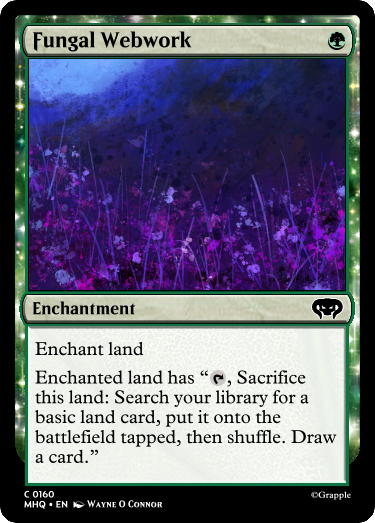 Fungal Webwork
Enchantment
Enchant land
Enchanted land has “, Sacrifice
this land: Search your library for a
basic land card, put it onto the
battlefield tapped, then shuffle. Draw
a card.”
C 0160
MHQ • EN Wayne O Connor
©Grapple